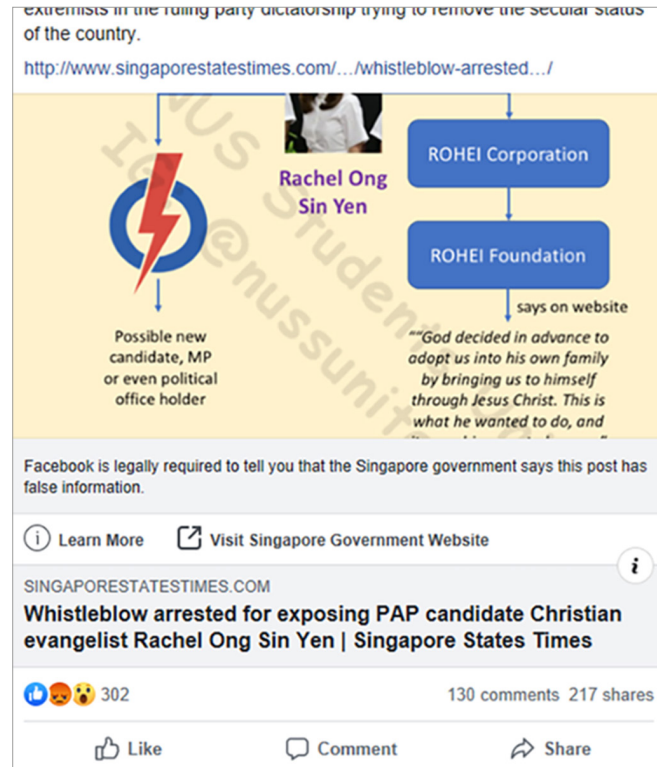 extremists in the ruling party dictatorship trying to remove the secular status
of the country.
http://www.singaporestatestimes.com/.../whistleblow-arrested.../
NUS Students Un
IG: @nussunite
Rachel Ong
Sin Yen
ROHEI Corporation
ROHEI Foundation
says on website
Possible new
candidate, MP
or even political
office holder
""God decided in advance to
adopt us into his own family
by bringing us to himself
through Jesus Christ. This is
what he wanted to do, and
Facebook is legally required to tell you that the Singapore government says this post has
false information.
Learn More
Visit Singapore Government Website
SINGAPORESTATESTIMES.COM
Whistleblow arrested for exposing PAP candidate Christian
evangelist Rachel Ong Sin Yen | Singapore States Times
302
130 comments 217 shares
Like
Comment
Share